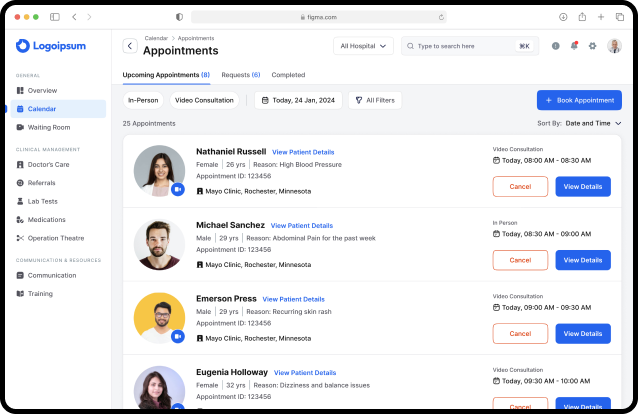 figma.com
Logoipsum
GENERAL
Overview
Calendar
Waiting Room
CLINICAL MANAGEMENT
Doctor's Care
Referrals
Lab Tests
Medications
Operation Theatre
COMMUNICATION & RESOURCES
Communication
Training
Calendar > Appointments
Appointments
All Hospital
Type to search here
⌘K
Upcoming Appointments (8)
Requests (6)
Completed
In-Person
Video Consultation
Today, 24 Jan, 2024
All Filters
+ Book Appointment
25 Appointments
Sort By: Date and Time
Nathaniel Russell View Patient Details
Female | 26 yrs | Reason: High Blood Pressure
Appointment ID: 123456
Mayo Clinic, Rochester, Minnesota
Video Consultation
Today, 08:00 AM - 08:30 AM
Cancel
View Details
Michael Sanchez View Patient Details
Male | 29 yrs | Reason: Abdominal Pain for the past week
Appointment ID: 123456
Mayo Clinic, Rochester, Minnesota
In Person
Today, 08:30 AM - 09:00 AM
Cancel
View Details
Emerson Press View Patient Details
Male | 29 yrs | Reason: Recurring skin rash
Appointment ID: 123456
Mayo Clinic, Rochester, Minnesota
Video Consultation
Today, 09:00 AM - 09:30 AM
Cancel
View Details
Eugenia Holloway View Patient Details
Female | 32 yrs | Reason: Dizziness and balance issues
Appointment ID: 123456
Video Consultation
Today, 09:30 AM - 10:00 AM
Cancel
View Details